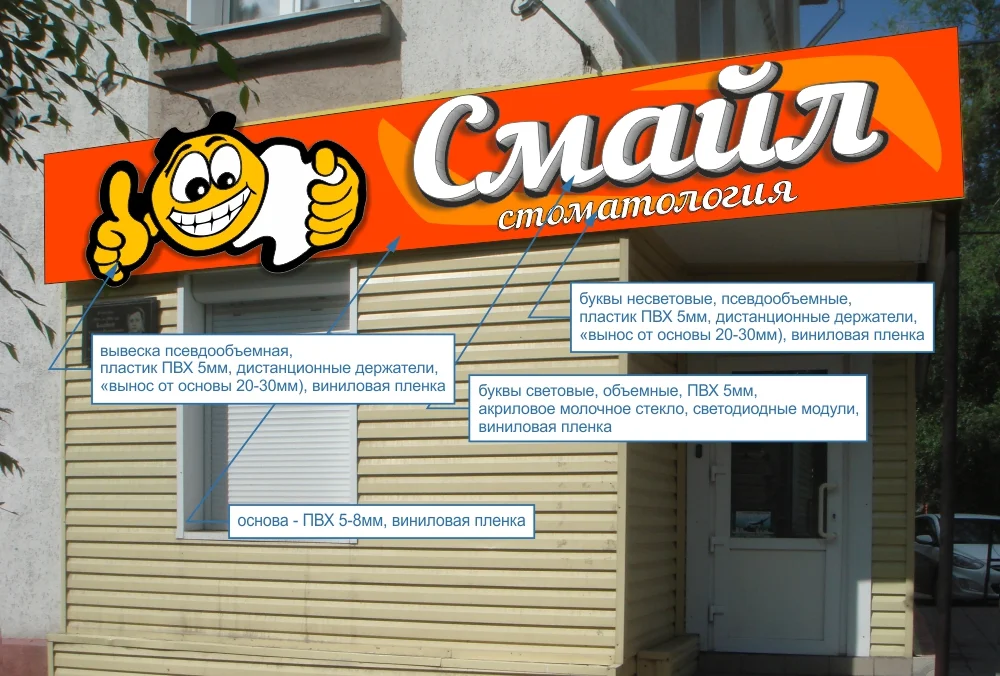 Смайл
стоматология
буквы несветовые, псевдообъемные,
пластик ПВХ 5мм, дистанционные держатели,
«вынос от основы 20-30мм), виниловая пленка
вывеска псевдообъемная,
пластик ПВХ 5мм, дистанционные держатели,
«вынос от основы 20-30мм), виниловая пленка
буквы световые, объемные, ПВХ 5мм,
акриловое молочное стекло, светодиодные модули,
виниловая пленка
основа - ПВХ 5-8мм, виниловая пленка